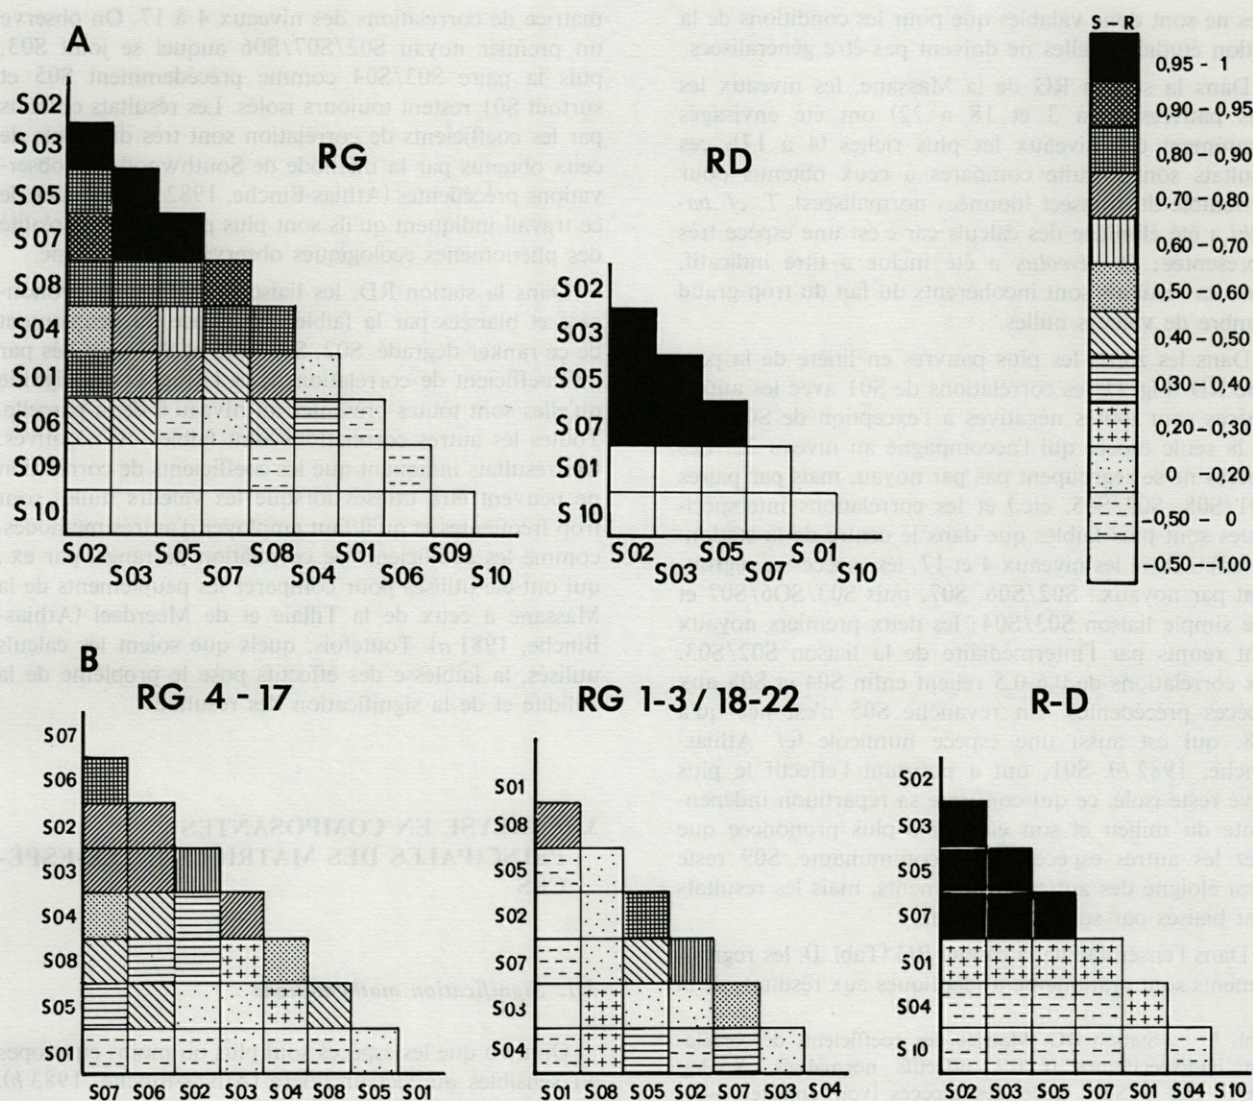 A
RG
S02
S03
S05
S07
S08
S04
S01
S06
S09
S10
S02 S05 S08 S01 S09
S03 S07 S04 S06 S10
RD
S02
S03
S05
S07
S01
S10
S02 S05 S01
S03 S07 S10
S – R
0,95 – 1
0,90 – 0,95
0,80 – 0,90
0,70 – 0,80
0,60 – 0,70
0,50 – 0,60
0,40 – 0,50
0,30 – 0,40
0,20 – 0,30
0 – 0,20
–0,50 – 0
–0,50 –1,00
B
RG 4 - 17
S07
S06
S02
S03
S04
S08
S05
S01
S07 S06 S02 S03 S04 S08 S05 S01
RG 1-3 / 18-22
S01
S08
S05
S02
S07
S03
S04
S01 S08 S05 S02 S07 S03 S04
R-D
S02
S03
S05
S07
S01
S04
S10
S02 S03 S05 S07 S01 S04 S10